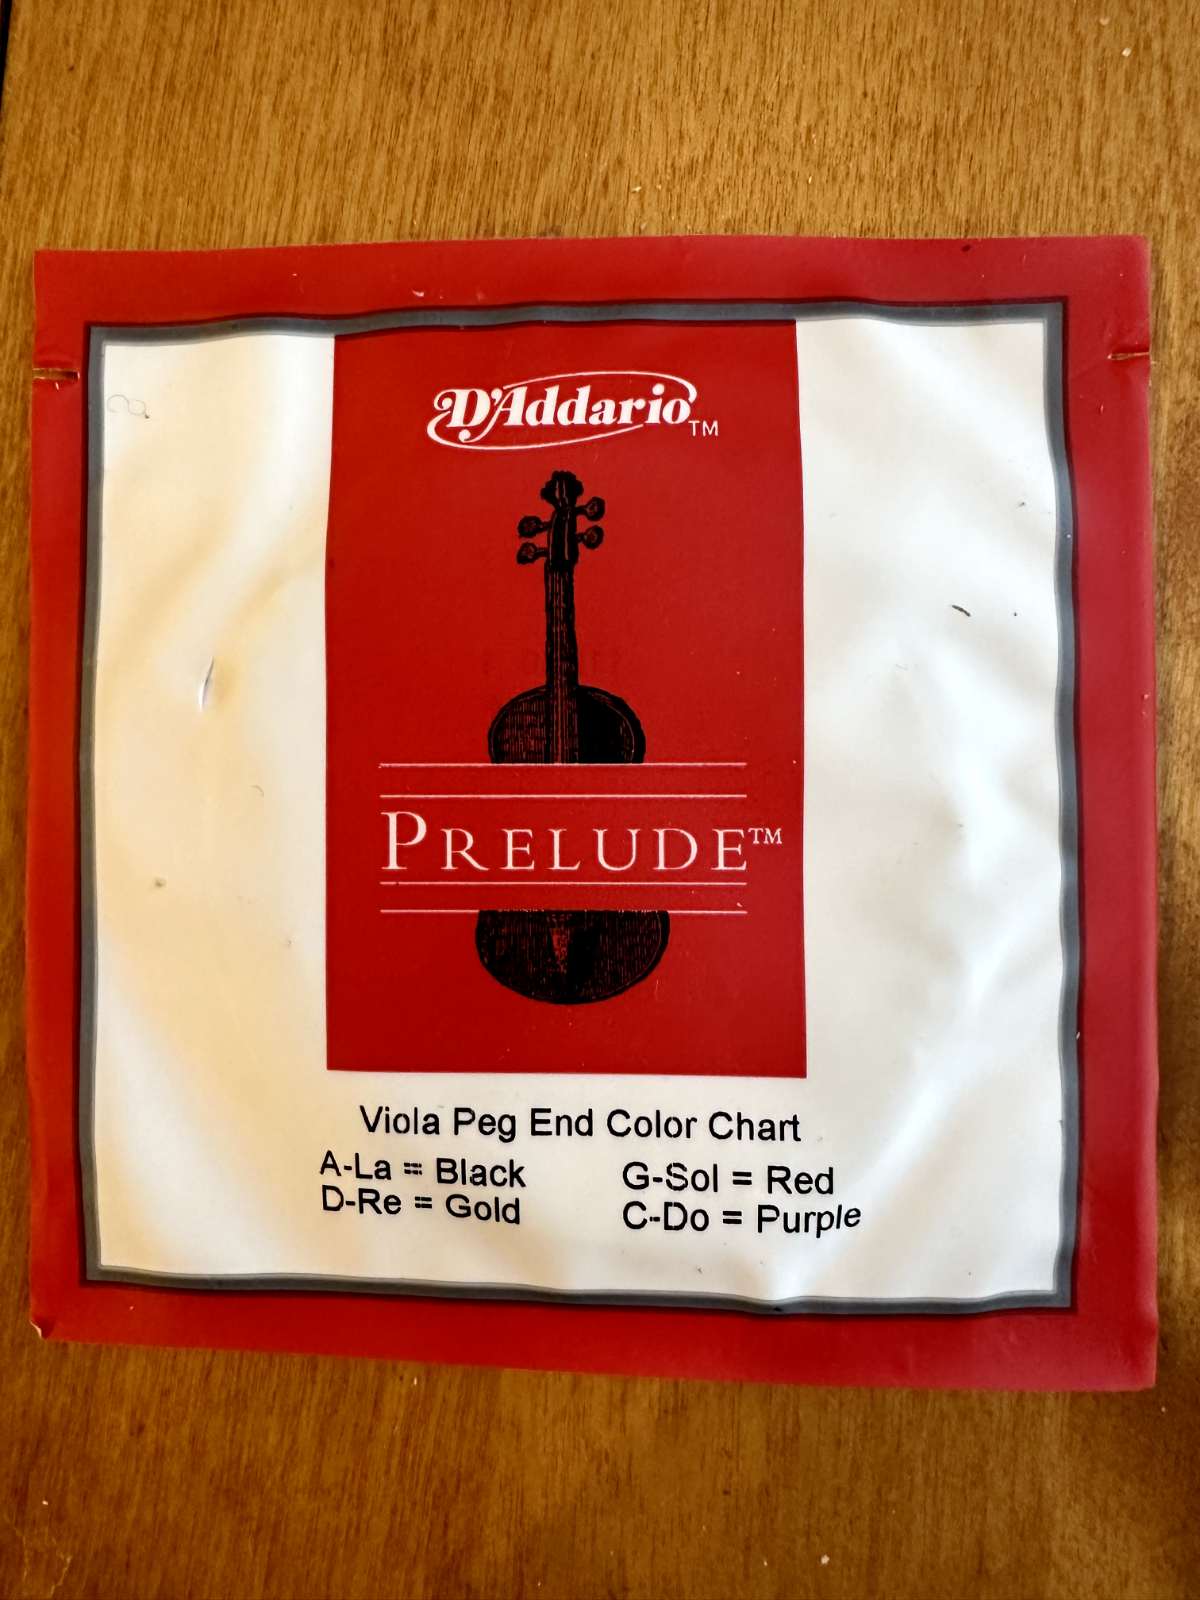 D'Addario™
PRELUDE™
Viola Peg End Color Chart
A-La = Black
D-Re = Gold
G-Sol = Red
C-Do = Purple